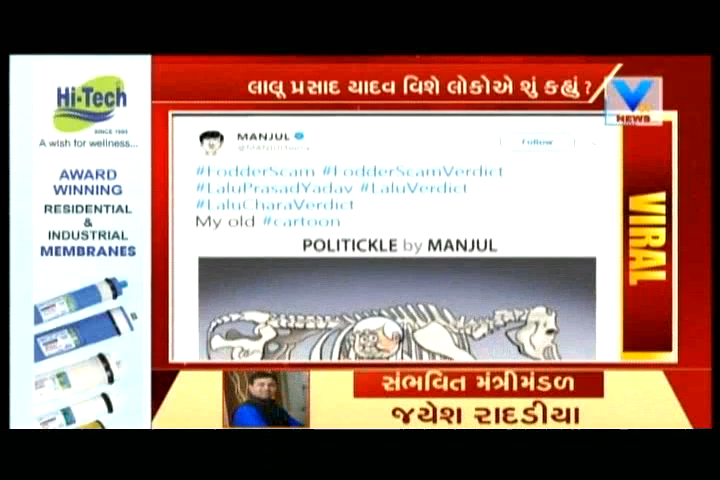 Hi-Tech
SINCE 1993
A wish for wellness...
AWARD
WINNING
RESIDENTIAL
&
INDUSTRIAL
MEMBRANES
લાલૂ પ્રસાદ યાદવ વિશે લોકોએ શું કહ્યું ?
V
NEWS
MANJUL
Follow
#FodderScam #FodderScamVerdict
#LaluPrasadYadav #LaluVerdict
#LaluCharaVerdict
My old #cartoon
POLITICKLE by MANJUL
VIRAL
સંભવિત મંત્રીમંડળ
જયેશ રાદડીયા